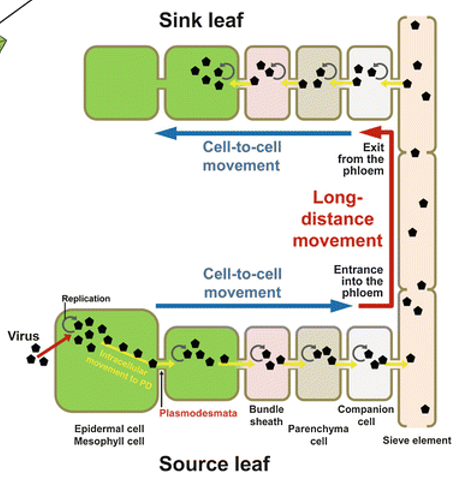 Sink leaf
Cell-to-cell
movement
Exit
from the
phloem
Long-
distance
movement
Cell-to-cell
movement
Entrance
into the
phloem
Replication
Virus
Intracellular
movement to PD
Plasmodesmata
Bundle
sheath
Parenchyma
cell
Companion
cell
Sieve element
Epidermal cell
Mesophyll cell
Source leaf